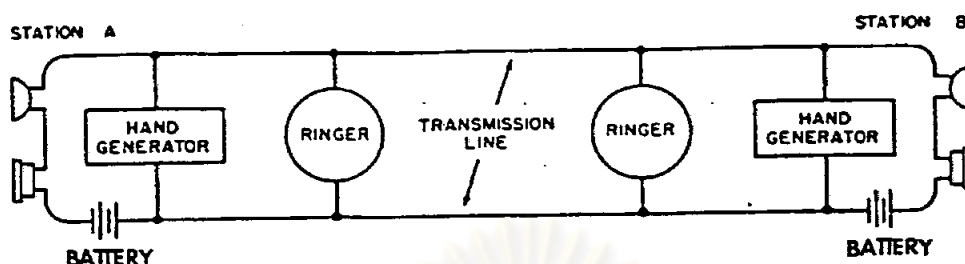 STATION A
STATION B
HAND
GENERATOR
RINGER
TRANSMISSION
LINE
RINGER
HAND
GENERATOR
BATTERY
BATTERY